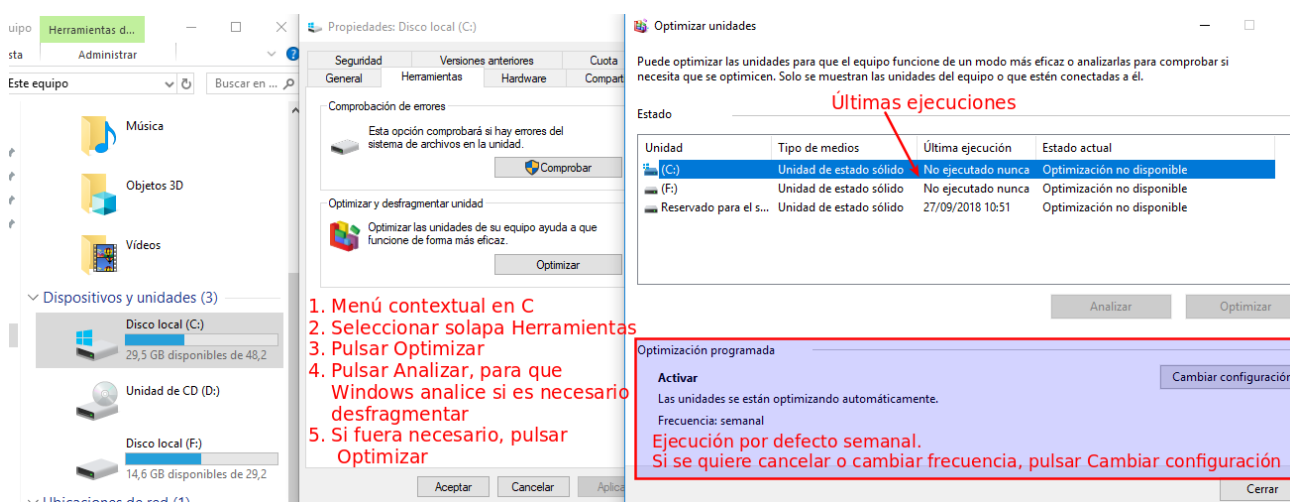 uipo
Herramientas d...
sta
Administrar
Este equipo
Buscar en ...
Música
Objetos 3D
Vídeos
Dispositivos y unidades (3)
Disco local (C:)
29,5 GB disponibles de 48,2
Unidad de CD (D:)
Disco local (F:)
14,6 GB disponibles de 29,2
Ubicaciones de red (1)
Propiedades: Disco local (C:)
Seguridad
Versiones anteriores
Cuota
General
Herramientas
Hardware
Compart
Comprobación de errores
Esta opción comprobará si hay errores del
sistema de archivos en la unidad.
Comprobar
Optimizar y desfragmentar unidad
Optimizar las unidades de su equipo ayuda a que
funcione de forma más eficaz.
Optimizar
1. Menú contextual en C
2. Seleccionar solapa Herramientas
3. Pulsar Optimizar
4. Pulsar Analizar, para que
Windows analice si es necesario
desfragmentar
5. Si fuera necesario, pulsar
Optimizar
Aceptar
Cancelar
Aplica
Optimizar unidades
Puede optimizar las unidades para que el equipo funcione de un modo más eficaz o analizarlas para comprobar si
necesita que se optimicen. Solo se muestran las unidades del equipo o que estén conectadas a él.
Últimas ejecuciones
Estado
Unidad Tipo de medios Última ejecución Estado actual
(C:) Unidad de estado sólido No ejecutado nunca Optimización no disponible
(F:) Unidad de estado sólido No ejecutado nunca Optimización no disponible
Reservado para el s... Unidad de estado sólido 27/09/2018 10:51 Optimización no disponible
Analizar
Optimizar
Optimización programada
Activar
Cambiar configuración
Las unidades se están optimizando automáticamente.
Frecuencia: semanal
Ejecución por defecto semanal.
Si se quiere cancelar o cambiar frecuencia, pulsar Cambiar configuración
Cerrar